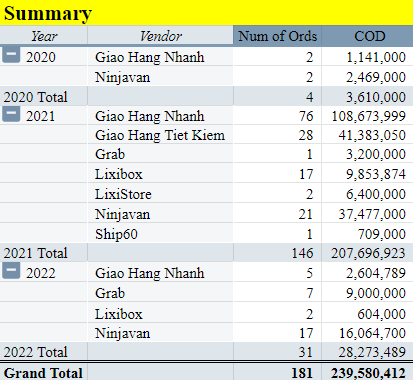 Summary
Year Vendor Num of Ords COD
2020 Giao Hang Nhanh 2 1,141,000
Ninjavan 2 2,469,000
2020 Total 4 3,610,000
2021 Giao Hang Nhanh 76 108,673,999
Giao Hang Tiet Kiem 28 41,383,050
Grab 1 3,200,000
Lixibox 17 9,853,874
LixiStore 2 6,400,000
Ninjavan 21 37,477,000
Ship60 1 709,000
2021 Total 146 207,696,923
2022 Giao Hang Nhanh 5 2,604,789
Grab 7 9,000,000
Lixibox 2 604,000
Ninjavan 17 16,064,700
2022 Total 31 28,273,489
Grand Total 181 239,580,412